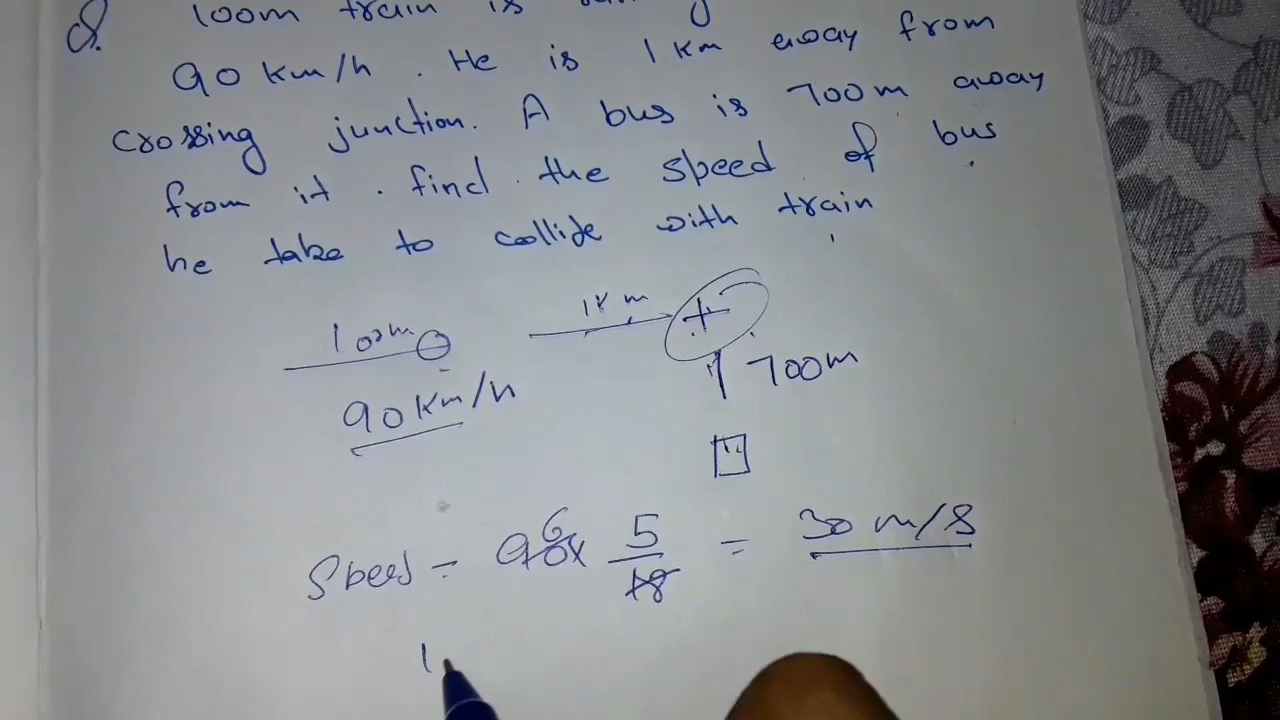 Q. 100m train is
90 km/h. He is 1 km away from
crossing junction. A bus is 700m away
from it. find the speed of bus
he take to collide with train
100m 1km
700m
90 km/h
Speed = 90 6 x 5/18 = 30 m/s
1